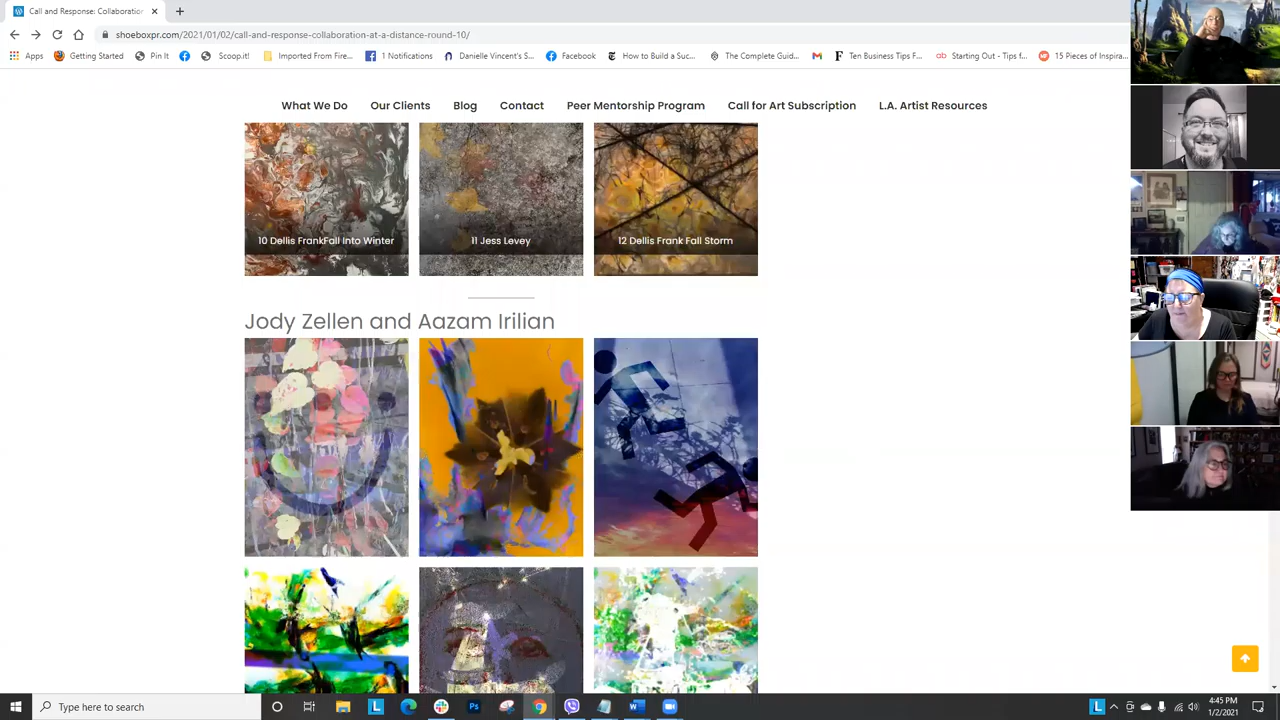 Call and Response: Collaboration
shoeboxpr.com/2021/01/02/call-and-response-collaboration-at-a-distance-round-10/
Apps Getting Started Pin It Scoop.it! Imported From Fire... 1 Notifications Danielle Vincent's S... Facebook How to Build a Suc... The Complete Guid... Ten Business Tips F... Starting Out - Tips f... 15 Pieces of Inspira...
What We Do Our Clients Blog Contact Peer Mentorship Program Call for Art Subscription L.A. Artist Resources
10 Dellis FrankFall Into Winter 11 Jess Levey 12 Dellis Frank Fall Storm
Jody Zellen and Aazam Irilian
Type here to search
4:45 PM
1/2/2021